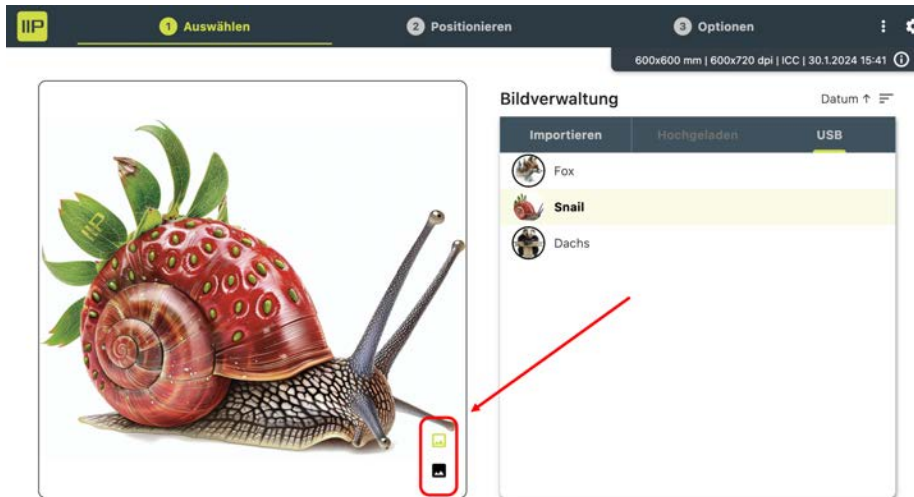 IIP
1 Auswählen
2 Positionieren
3 Optionen
600x600 mm | 600x720 dpi | ICC | 30.1.2024 15:41
Bildverwaltung
Datum ↑
Importieren
Hochgeladen
USB
Fox
Snail
Dachs
IIP